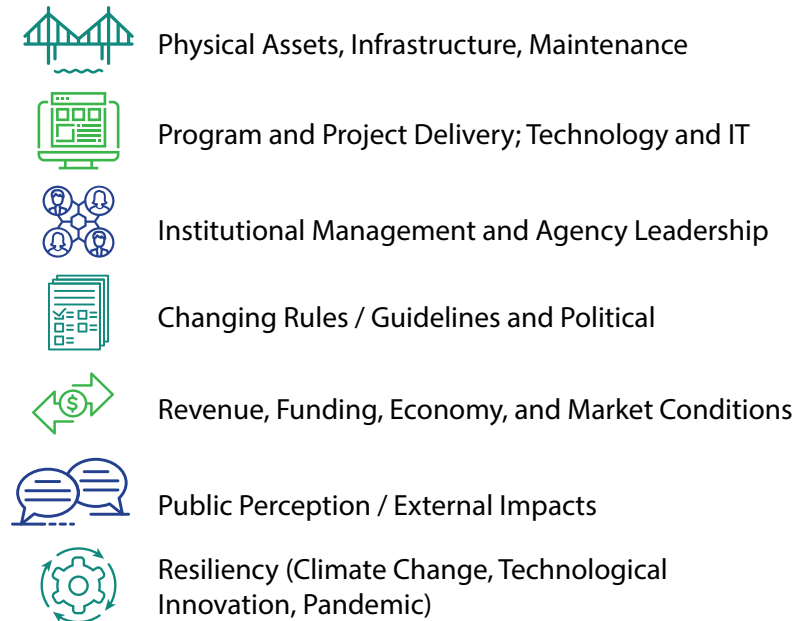 Physical Assets, Infrastructure, Maintenance
Program and Project Delivery; Technology and IT
Institutional Management and Agency Leadership
Changing Rules / Guidelines and Political
$
Revenue, Funding, Economy, and Market Conditions
Public Perception / External Impacts
Resiliency (Climate Change, Technological
Innovation, Pandemic)